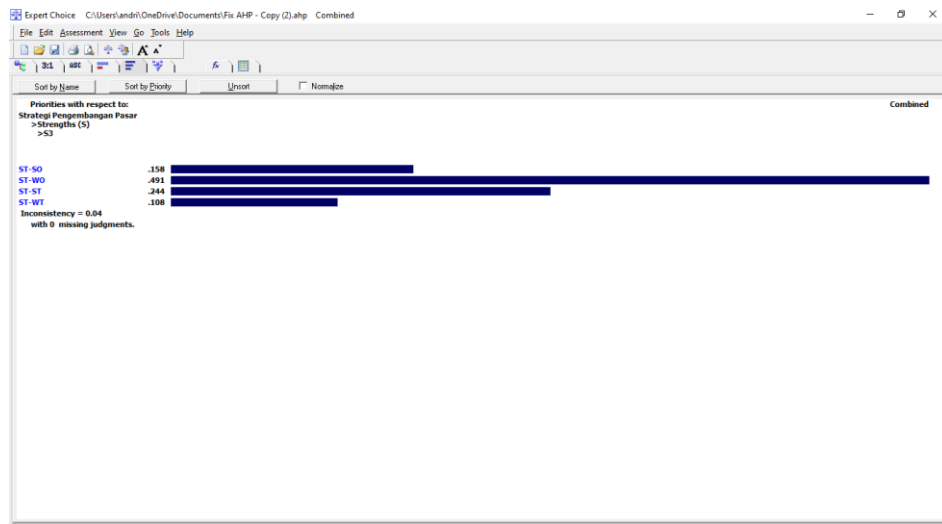 Expert Choice C:\Users\andri\OneDrive\Documents\Fix AHP - Copy (2).ahp Combined
File Edit Assessment View Go Tools Help
A A
3:1 ABC fx
Sort by Name Sort by Priority Unsort Normalize
Priorities with respect to: Combined
Strategi Pengembangan Pasar
>Strengths (S)
>S3
ST-SO .158
ST-WO .491
ST-ST .244
ST-WT .108
Inconsistency = 0.04
with 0 missing judgments.